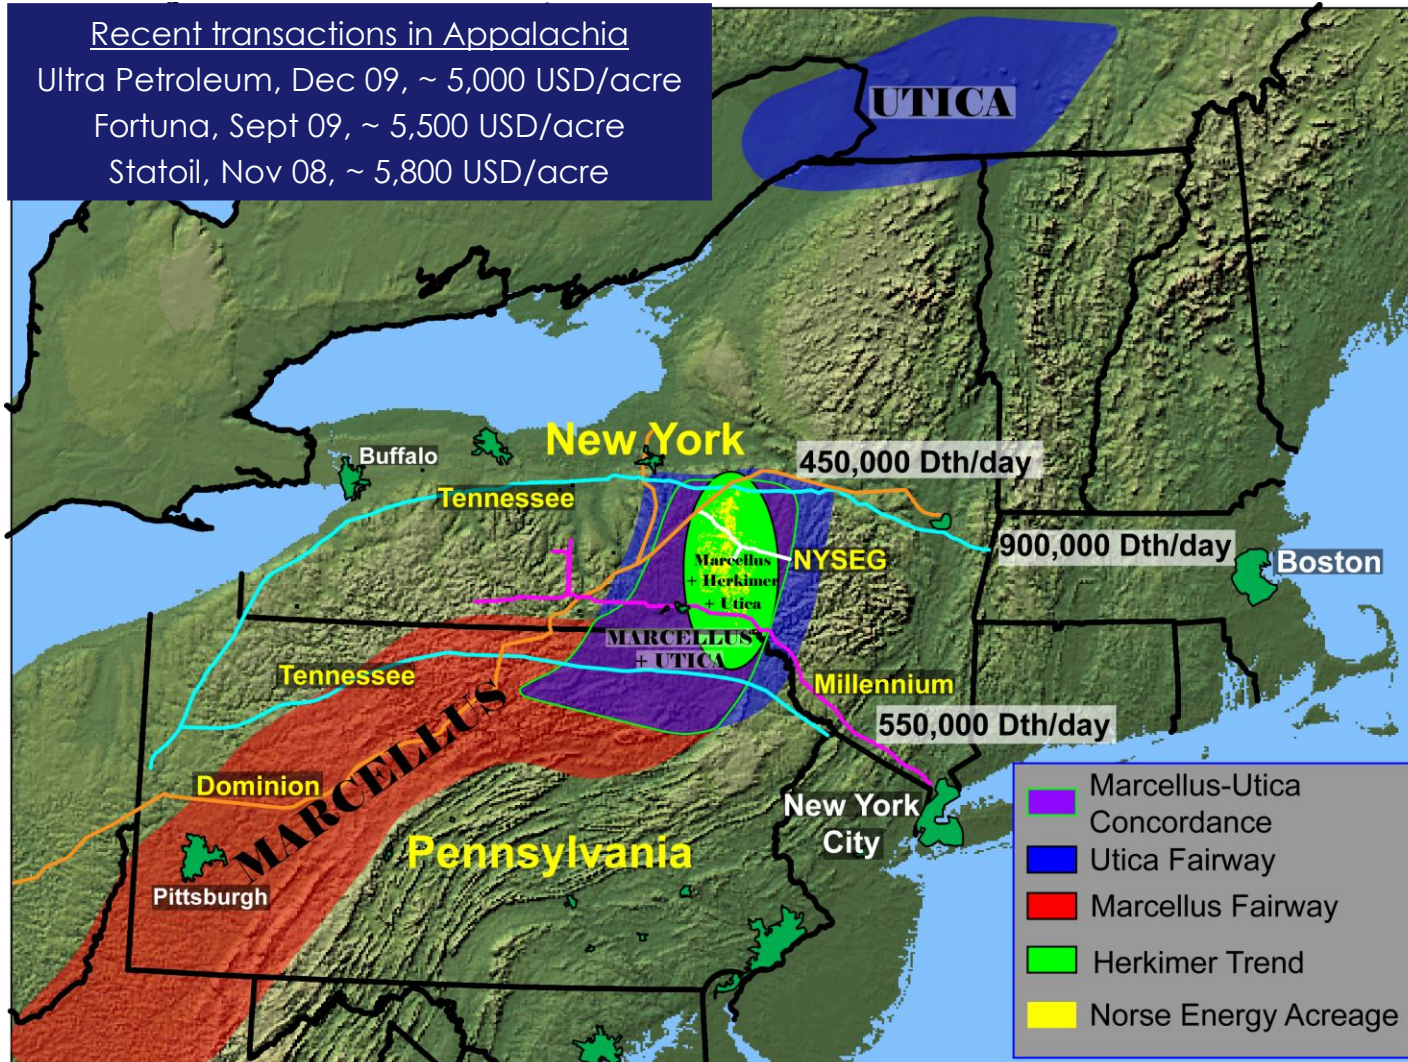 Recent transactions in Appalachia
Ultra Petroleum, Dec 09, ~ 5,000 USD/acre
Fortuna, Sept 09, ~ 5,500 USD/acre
Statoil, Nov 08, ~ 5,800 USD/acre
UTICA
New York
Buffalo
450,000 Dth/day
Tennessee
900,000 Dth/day
NYSEG
Boston
Marcellus
+ Herkimer
+ Utica
MARCELLUS
+ UTICA
Tennessee
Millennium
550,000 Dth/day
MARCELLUS
Dominion
New York
City
Pennsylvania
Pittsburgh
Marcellus-Utica
Concordance
Utica Fairway
Marcellus Fairway
Herkimer Trend
Norse Energy Acreage